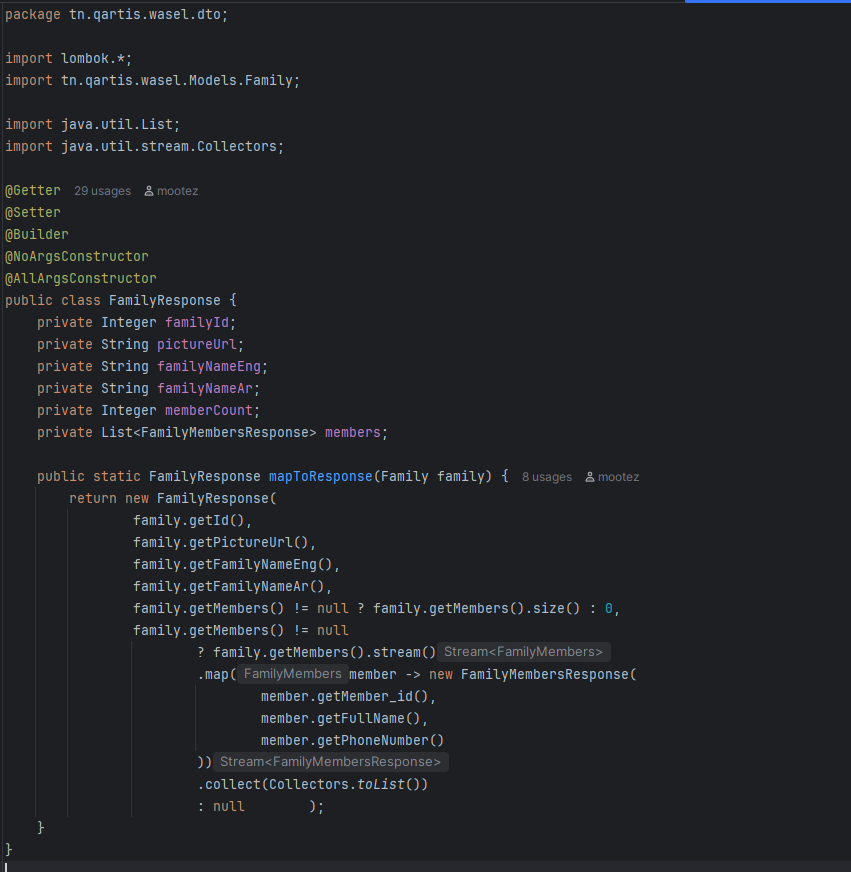 package tn.qartis.wasel.dto;
import lombok.*;
import tn.qartis.wasel.Models.Family;
import java.util.List;
import java.util.stream.Collectors;
@Getter 29 usages mootez
@Setter
@Builder
@NoArgsConstructor
@AllArgsConstructor
public class FamilyResponse {
    private Integer familyId;
    private String pictureUrl;
    private String familyNameEng;
    private String familyNameAr;
    private Integer memberCount;
    private List<FamilyMembersResponse> members;
    public static FamilyResponse mapToResponse(Family family) { 8 usages mootez
        return new FamilyResponse(
                family.getId(),
                family.getPictureUrl(),
                family.getFamilyNameEng(),
                family.getFamilyNameAr(),
                family.getMembers() != null ? family.getMembers().size() : 0,
                family.getMembers() != null
                        ? family.getMembers().stream() Stream<FamilyMembers>
                        .map( FamilyMembers member -> new FamilyMembersResponse(
                                member.getMember_id(),
                                member.getFullName(),
                                member.getPhoneNumber()
                        )) Stream<FamilyMembersResponse>
                        .collect(Collectors.toList())
                        : null        );
    }
}